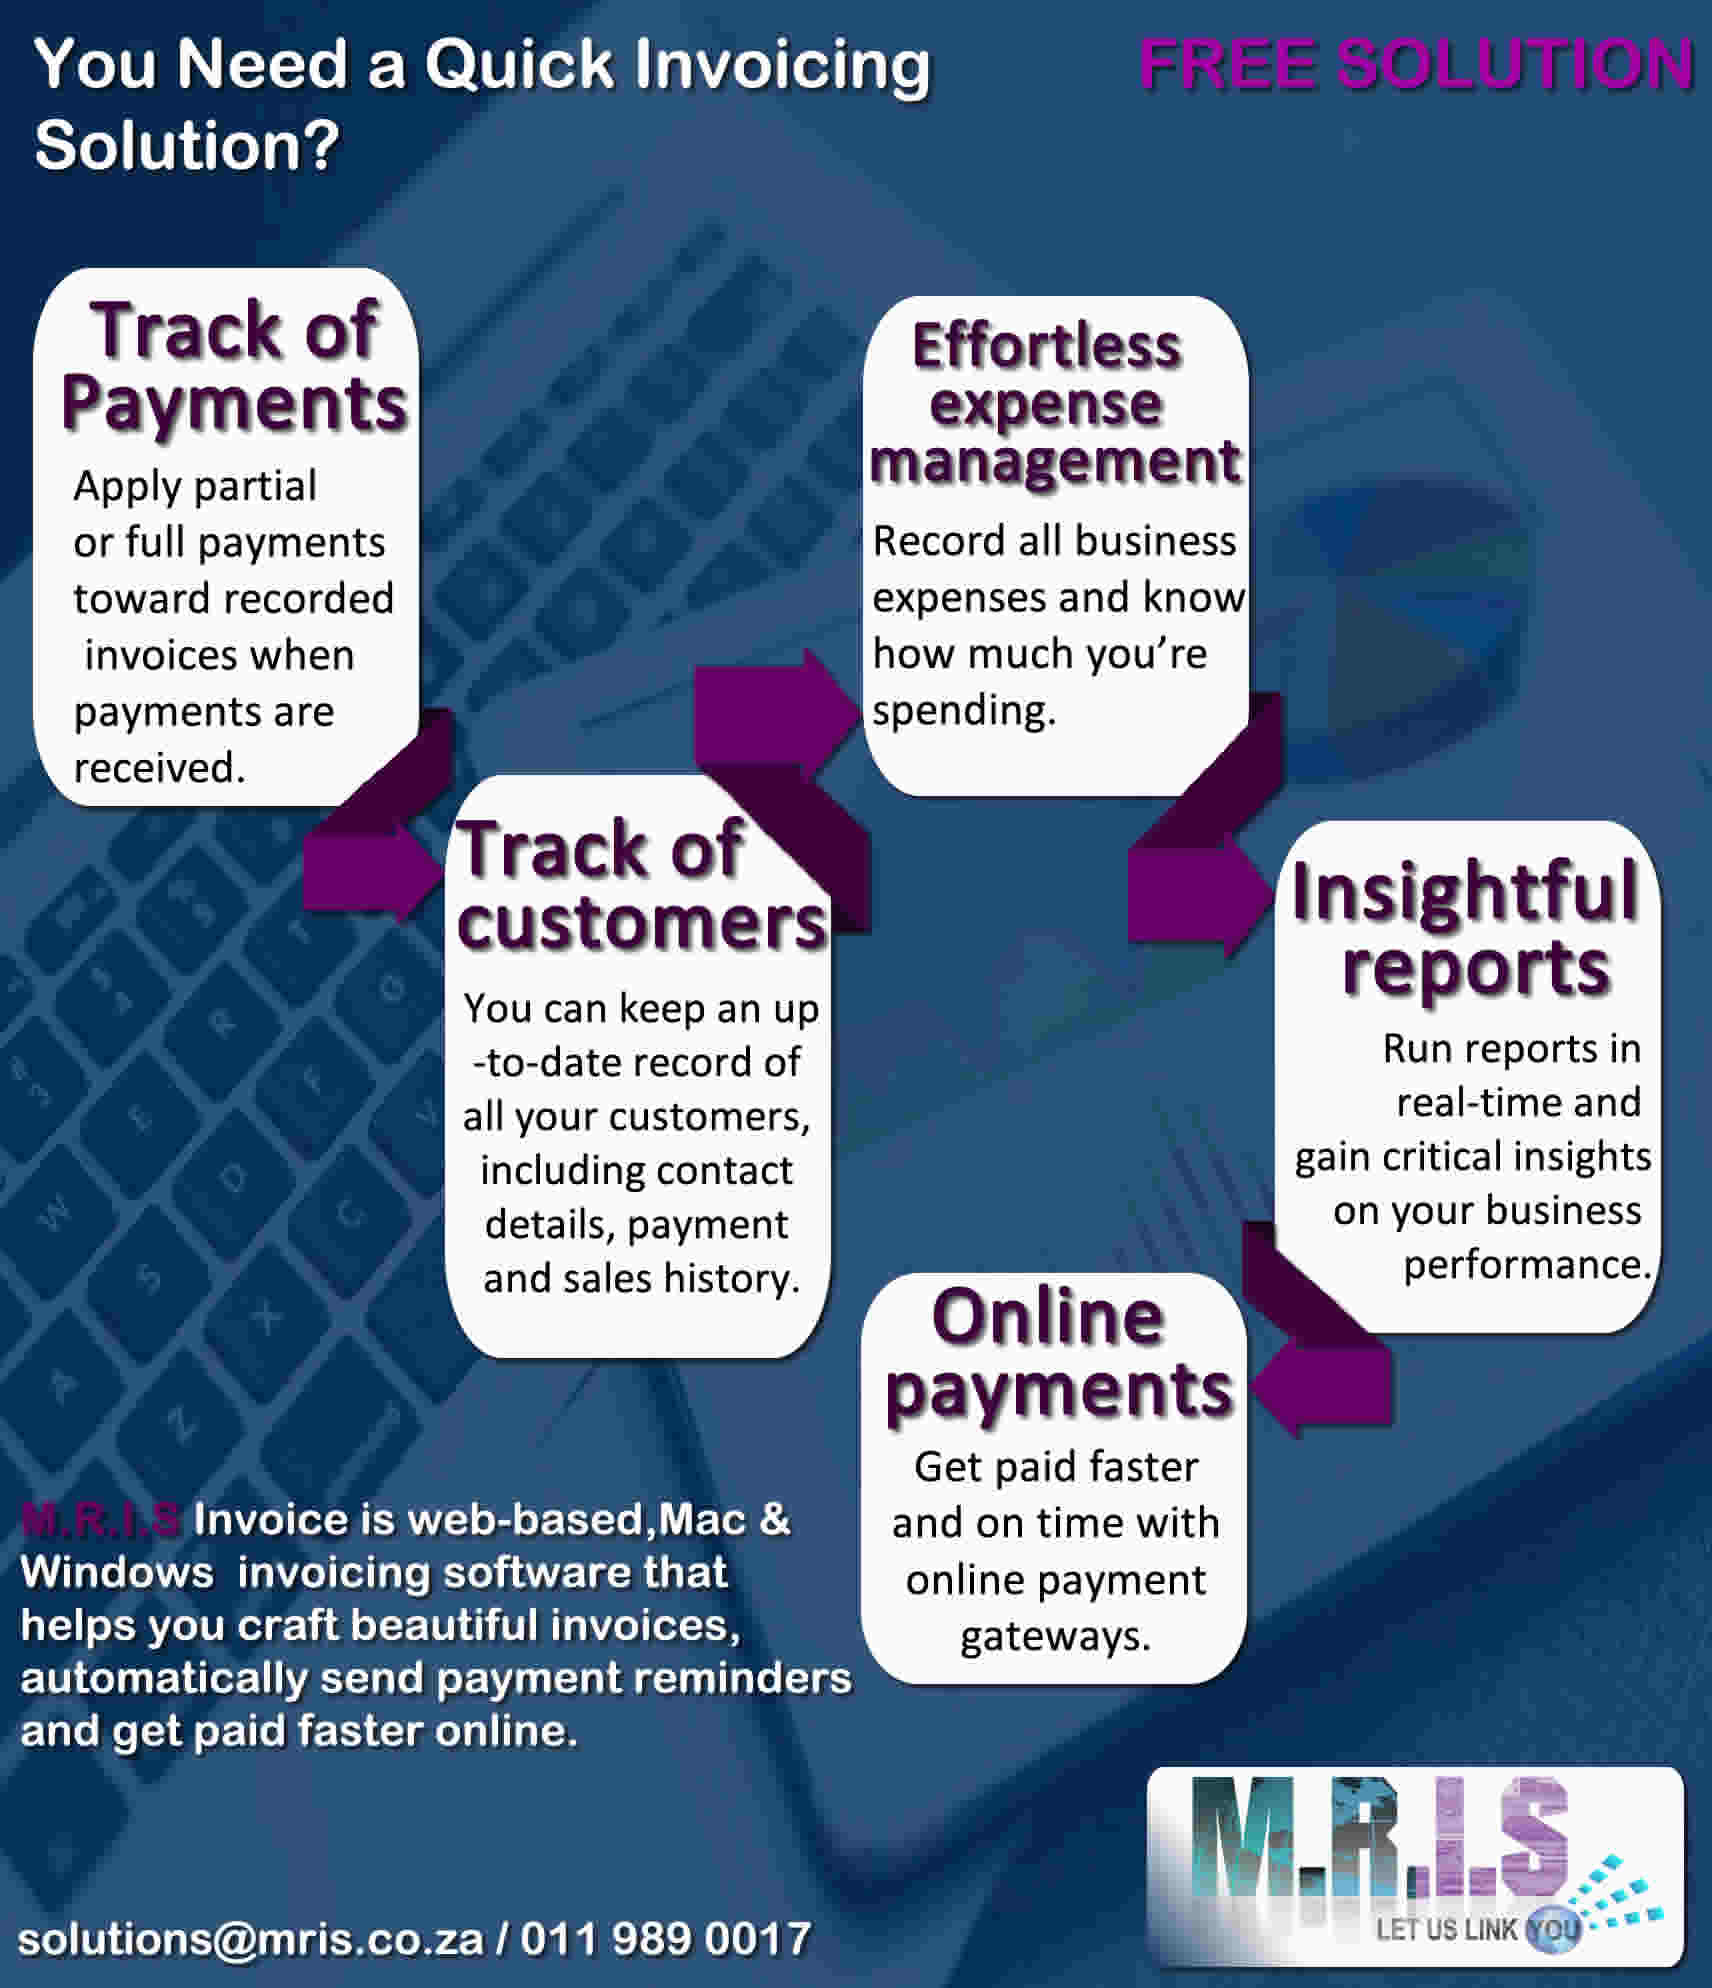 You Need a Quick Invoicing
Solution?
FREE SOLUTION
Track of
Payments
Apply partial
or full payments
toward recorded
invoices when
payments are
received.
Track of
customers
You can keep an up
-to-date record of
all your customers,
including contact
details, payment
and sales history.
Effortless
expense
management
Record all business
expenses and know
how much you’re
spending.
Insightful
reports
Run reports in
real-time and
gain critical insights
on your business
performance.
Online
payments
Get paid faster
and on time with
online payment
gateways.
M.R.I.S Invoice is web-based,Mac &
Windows  invoicing software that
helps you craft beautiful invoices,
automatically send payment reminders
and get paid faster online.
solutions@mris.co.za / 011 989 0017
M.R.I.S
LET US LINK YOU